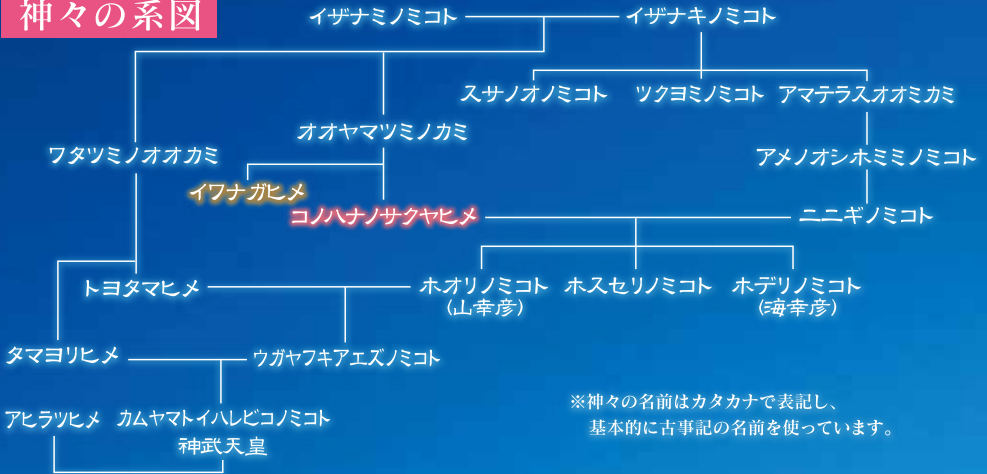 神々の系図
イザナミノミコト
イザナキノミコト
スサノオノミコト
ツクヨミノミコト
アマテラスオオミカミ
オオヤマツミノカミ
ワタツミノオオカミ
アメノオシホミミノミコト
イワナガヒメ
コノハナノサクヤヒメ
ニニギノミコト
トヨタマヒメ
ホオリノミコト
(山幸彦)
ホスセリノミコト
ホデリノミコト
(海幸彦)
タマヨリヒメ
ウガヤフキアエズノミコト
アヒラツヒメ
カムヤマトイハレビコノミコト
神武天皇
※神々の名前はカタカナで表記し、
基本的に古事記の名前を使っています。